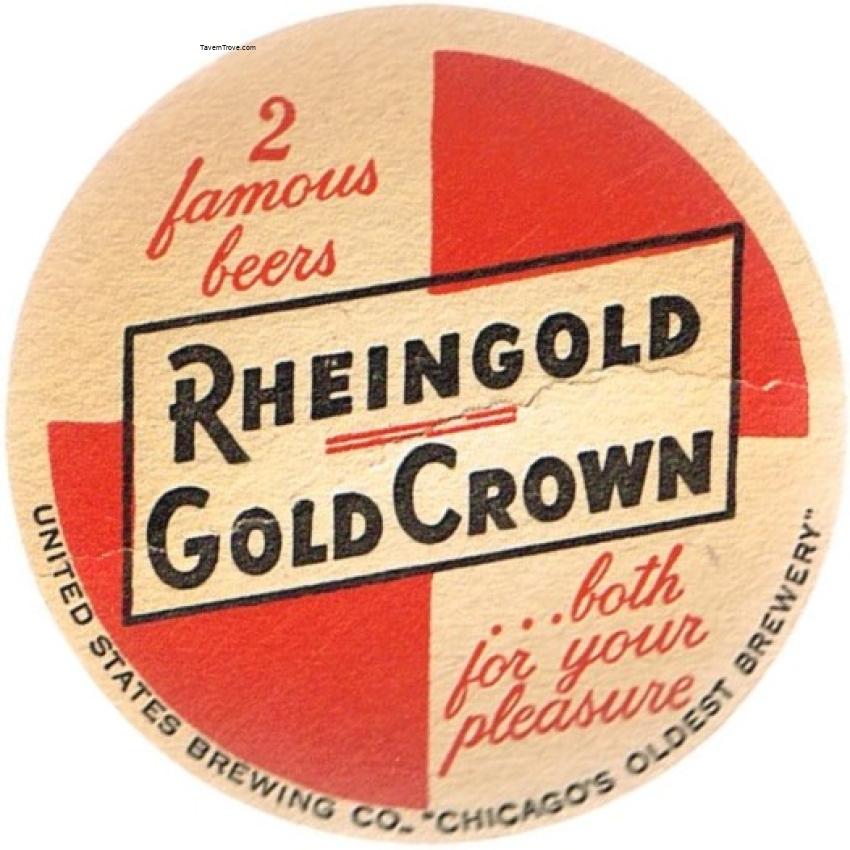 TavernTrove.com
2
famous
beers
RHEINGOLD
GOLD CROWN
...both
for your
pleasure
UNITED STATES BREWING CO. "CHICAGO'S OLDEST BREWERY"